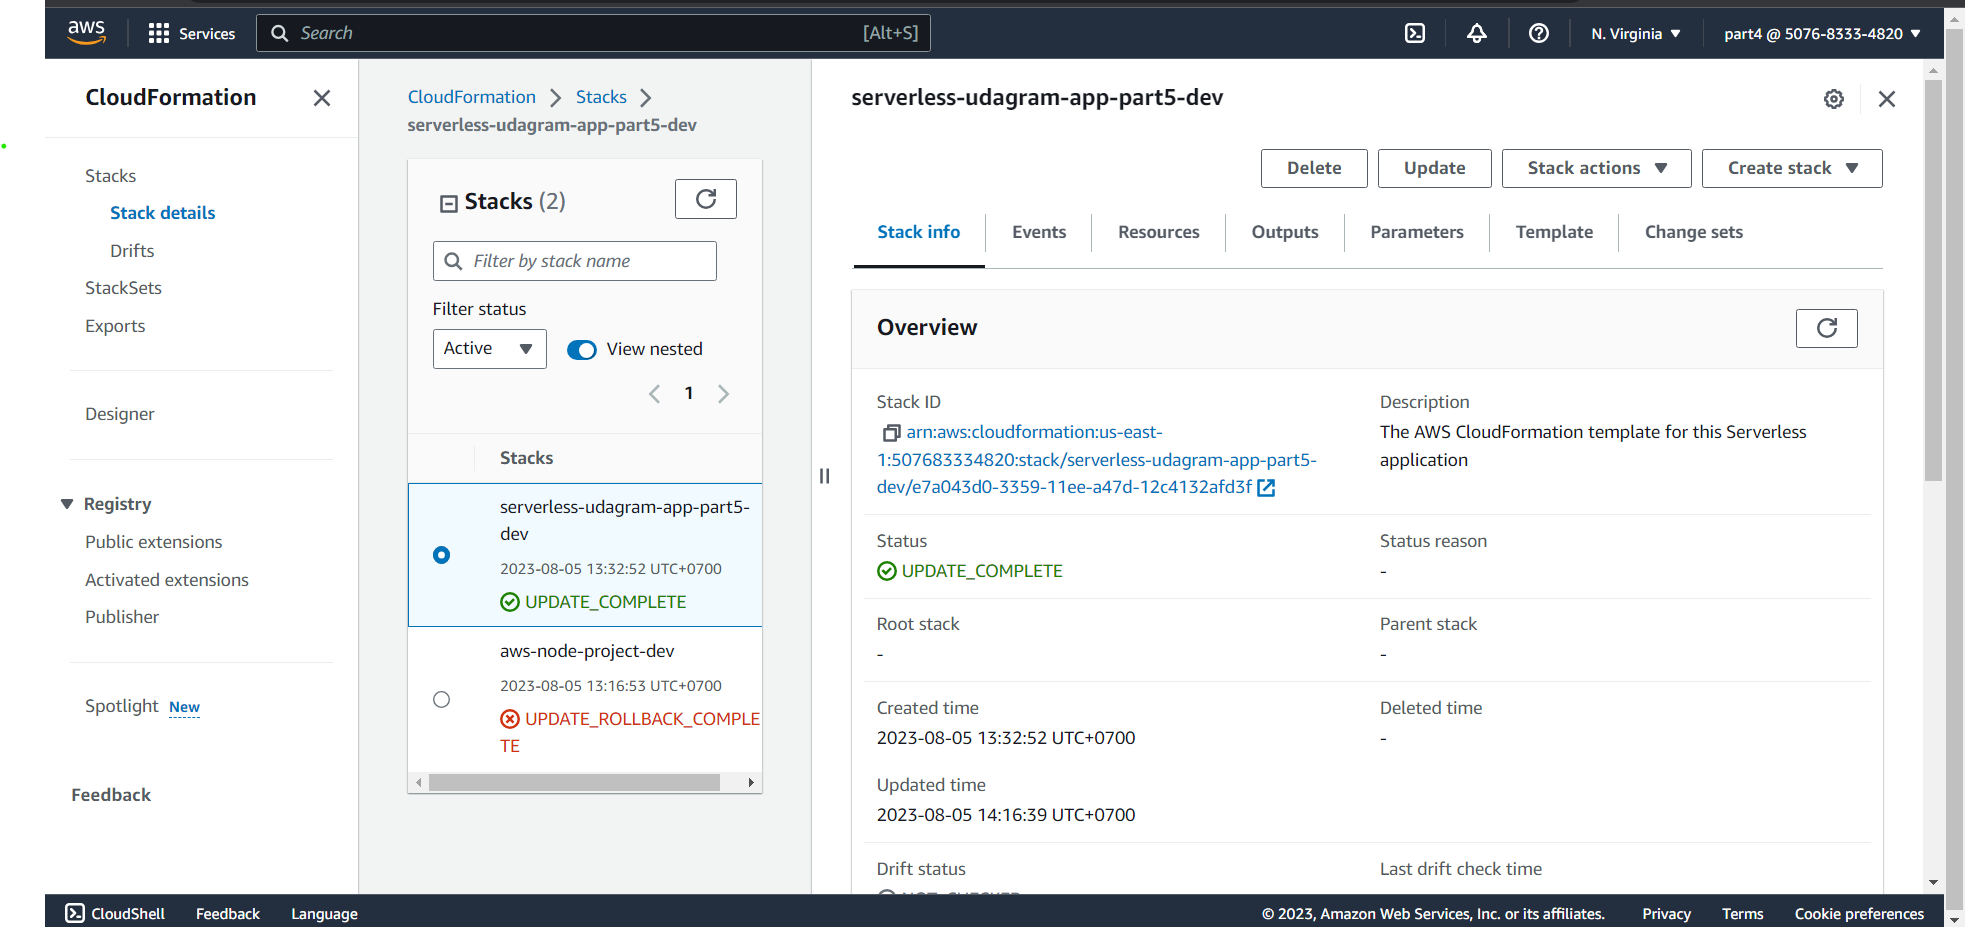 aws
Services
Search
[Alt+S]
N. Virginia
part4 @ 5076-8333-4820
CloudFormation
Stacks
Stack details
Drifts
StackSets
Exports
Designer
Registry
Public extensions
Activated extensions
Publisher
Spotlight New
Feedback
CloudFormation
Stacks
serverless-udagram-app-part5-dev
Stacks (2)
Filter by stack name
Filter status
Active
View nested
1
Stacks
serverless-udagram-app-part5-
dev
2023-08-05 13:32:52 UTC+0700
UPDATE_COMPLETE
aws-node-project-dev
2023-08-05 13:16:53 UTC+0700
UPDATE_ROLLBACK_COMPLE
TE
serverless-udagram-app-part5-dev
Delete
Update
Stack actions
Create stack
Stack info
Events
Resources
Outputs
Parameters
Template
Change sets
Overview
Stack ID
arn:aws:cloudformation:us-east-
1:507683334820:stack/serverless-udagram-app-part5-
dev/e7a043d0-3359-11ee-a47d-12c4132afd3f
Description
The AWS CloudFormation template for this Serverless
application
Status
UPDATE_COMPLETE
Status reason
-
Root stack
-
Parent stack
-
Created time
2023-08-05 13:32:52 UTC+0700
Deleted time
-
Updated time
2023-08-05 14:16:39 UTC+0700
Drift status
Last drift check time
CloudShell
Feedback
Language
© 2023, Amazon Web Services, Inc. or its affiliates.
Privacy
Terms
Cookie preferences